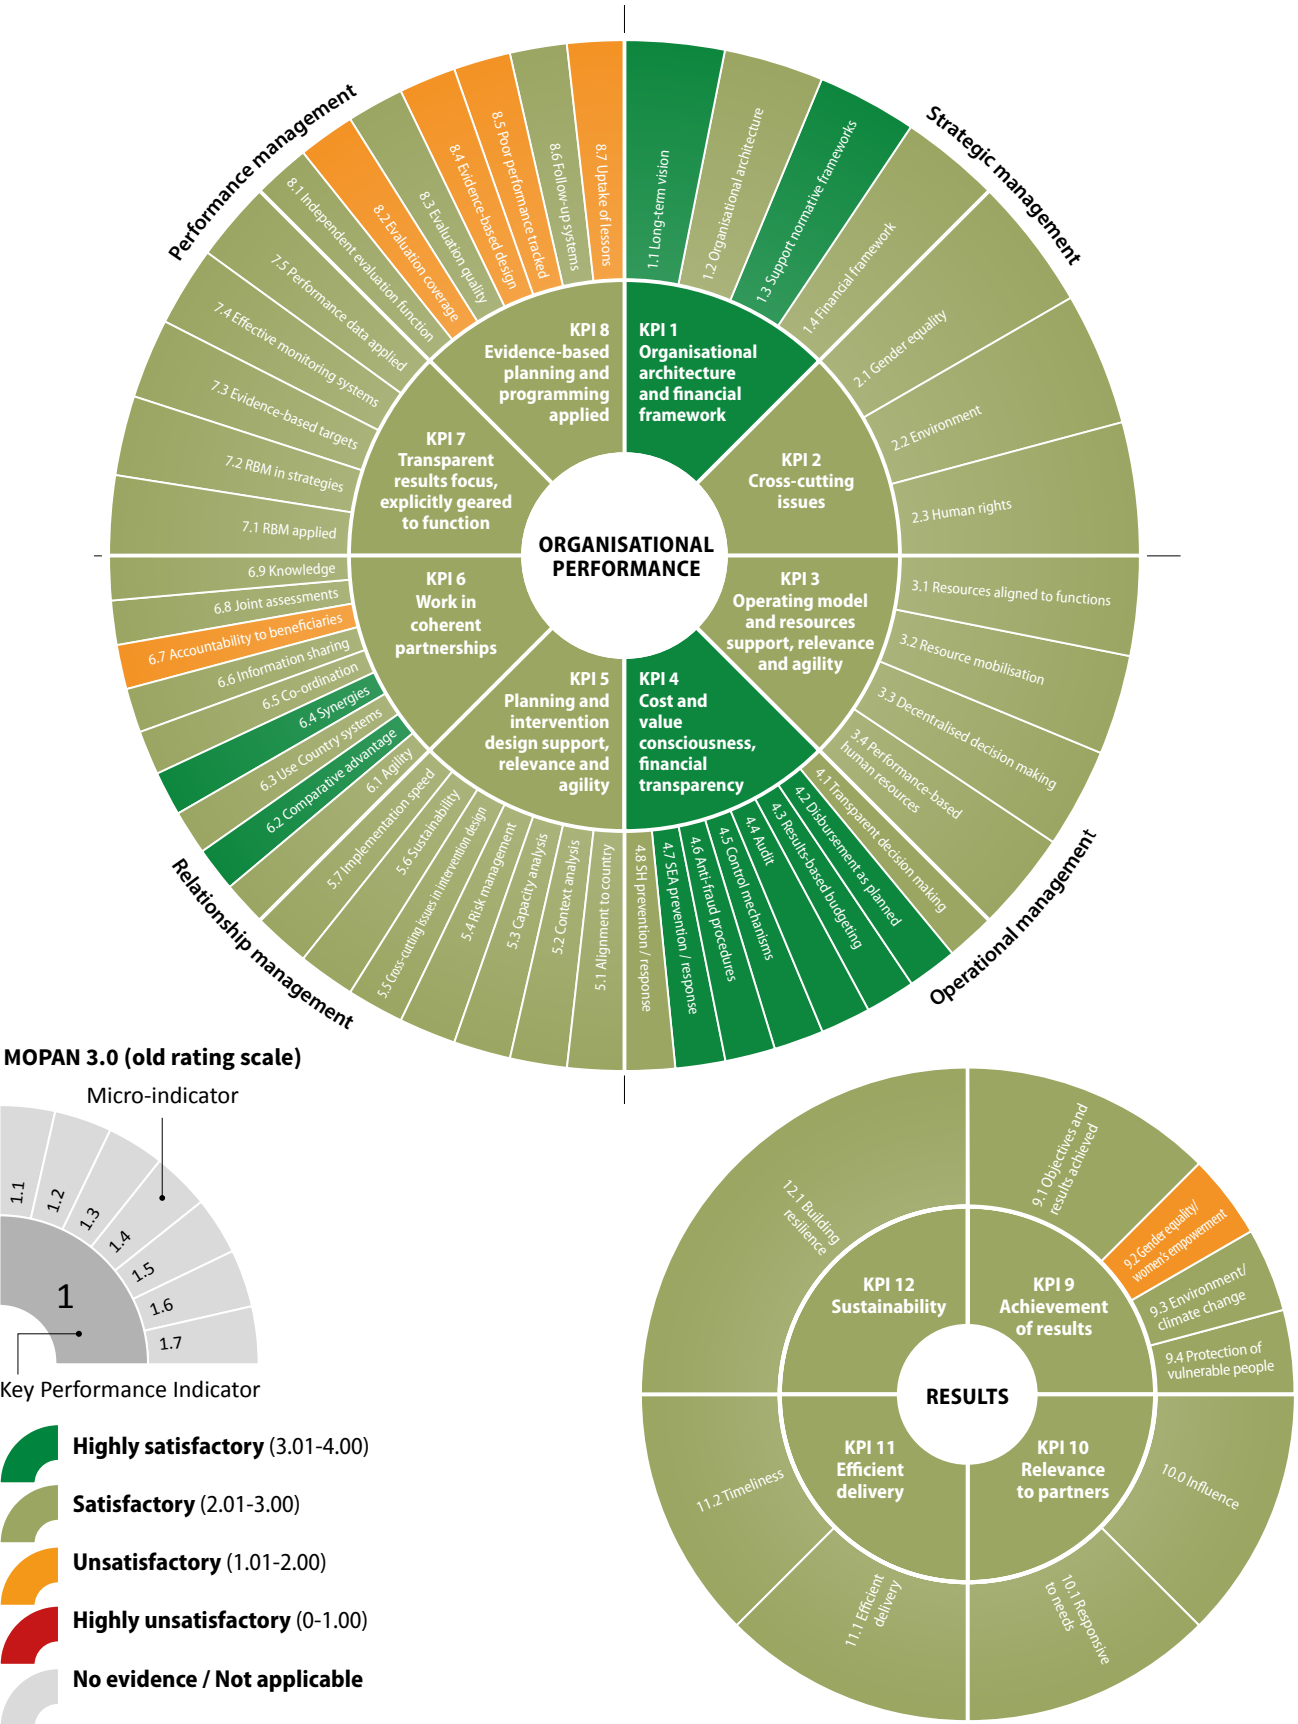 Performance management
Strategic management
Operational management
Relationship management
1.1 Long-term vision
1.2 Organisational architecture
1.3 Support normative frameworks
1.4 Financial framework
2.1 Gender equality
2.2 Environment
2.3 Human rights
3.1 Resources aligned to functions
3.2 Resource mobilisation
3.3 Decentralised decision making
3.4 Performance-based
human resources
4.1 Transparent decision making
4.2 Disbursement as planned
4.3 Results-based budgeting
4.4 Audit
4.5 Control mechanisms
4.6 Anti-fraud procedures
4.7 SEA prevention / response
4.8 SH prevention / response
5.1 Alignment to country
5.2 Context analysis
5.3 Capacity analysis
5.4 Risk management
5.5 Cross-cutting issues in intervention design
5.6 Sustainability
5.7 Implementation speed
6.1 Agility
6.2 Comparative advantage
6.3 Use Country systems
6.4 Synergies
6.5 Co-ordination
6.6 Information sharing
6.7 Accountability to beneficiaries
6.8 Joint assessments
6.9 Knowledge
7.1 RBM applied
7.2 RBM in strategies
7.3 Evidence-based targets
7.4 Effective monitoring systems
7.5 Performance data applied
8.1 Independent evaluation function
8.2 Evaluation coverage
8.3 Evaluation quality
8.4 Evidence-based design
8.5 Poor performance tracked
8.6 Follow-up systems
8.7 Uptake of lessons
KPI 1
Organisational
architecture
and financial
framework
KPI 2
Cross-cutting
issues
KPI 3
Operating model
and resources
support, relevance
and agility
KPI 4
Cost and
value
consciousness,
financial
transparency
KPI 5
Planning and
intervention
design support,
relevance and
agility
KPI 6
Work in
coherent
partnerships
KPI 7
Transparent
results focus,
explicitly geared
to function
KPI 8
Evidence-based
planning and
programming
applied
ORGANISATIONAL
PERFORMANCE
MOPAN 3.0 (old rating scale)
Micro-indicator
1.1
1.2
1.3
1.4
1.5
1.6
1.7
1
Key Performance Indicator
Highly satisfactory (3.01-4.00)
Satisfactory (2.01-3.00)
Unsatisfactory (1.01-2.00)
Highly unsatisfactory (0-1.00)
No evidence / Not applicable
9.1 Objectives and
results achieved
9.2 Gender equality/
women's empowerment
9.3 Environment/
climate change
9.4 Protection of
vulnerable people
10.0 Influence
10.1 Responsive
to needs
11.1 Efficient
delivery
11.2 Timeliness
12.1 Building
resilience
KPI 12
Sustainability
KPI 9
Achievement
of results
RESULTS
KPI 11
Efficient
delivery
KPI 10
Relevance
to partners